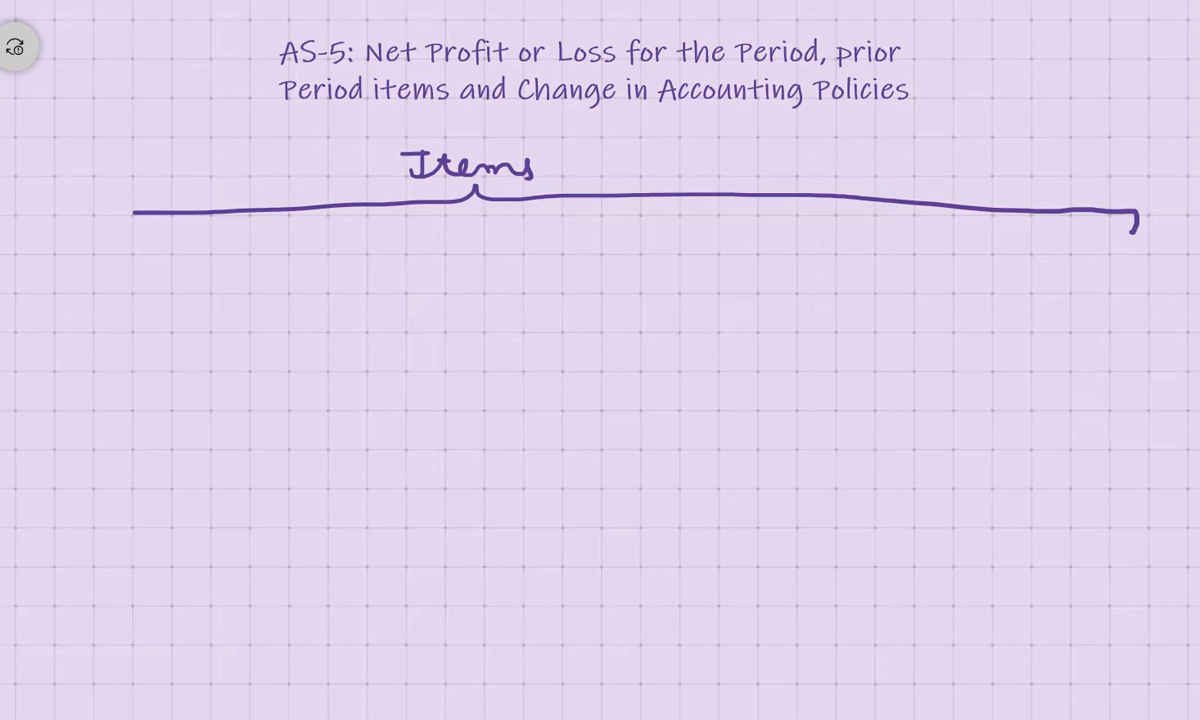 AS-5: Net Profit or Loss for the Period, prior
Period items and Change in Accounting Policies
Items